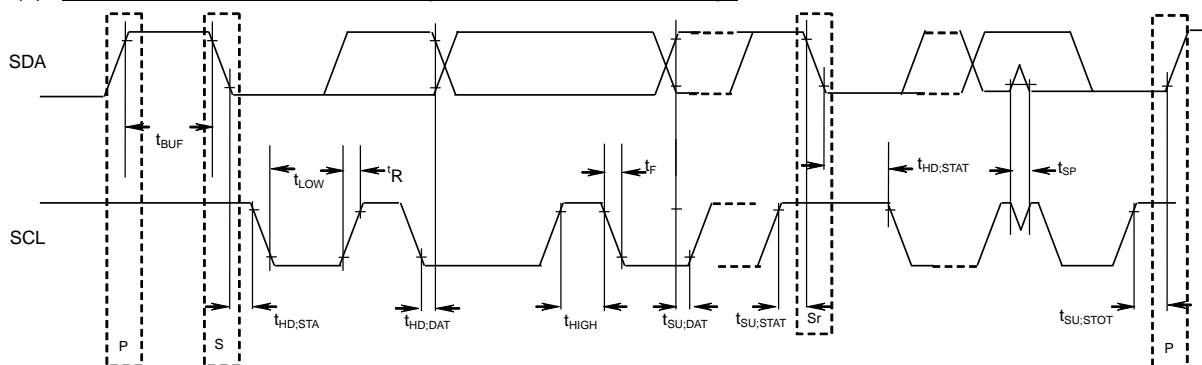 SDA
tBUF
tLOW
tR
tF
tHD;STAT
tSP
SCL
tHD;STA
tHD;DAT
tHIGH
tSU;DAT
tSU;STAT
Sr
tSU;STOT
P
S
P